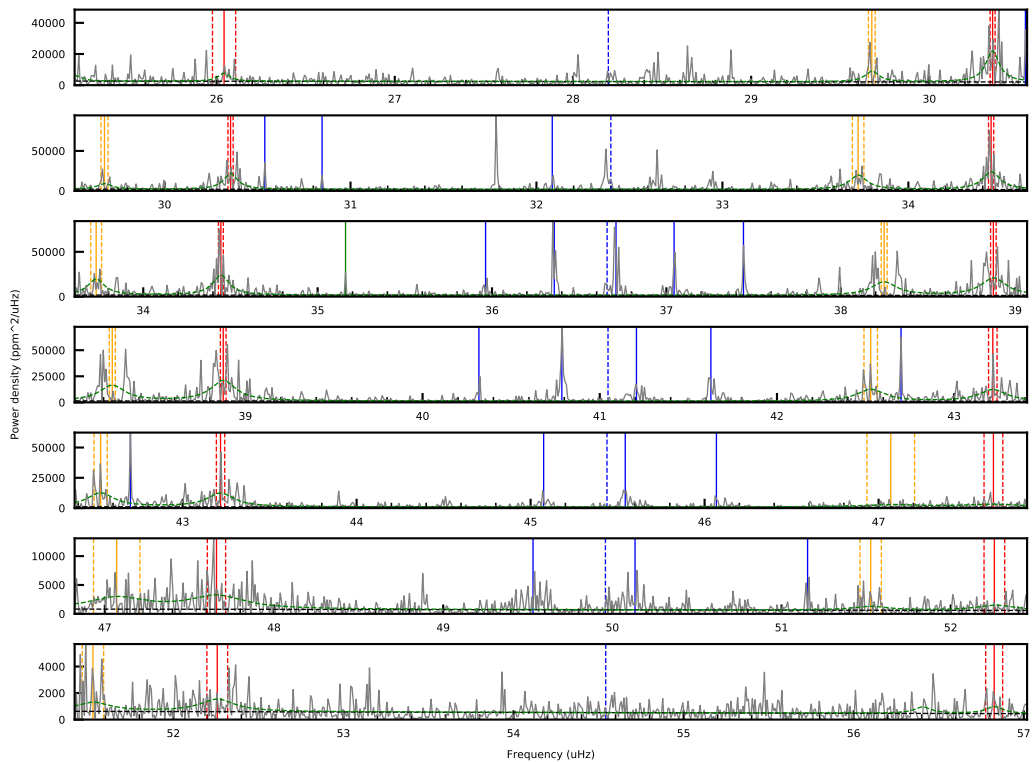 40000
20000
0
26 27 28 29 30
50000
0
30 31 32 33 34
50000
0
34 35 36 37 38 39
50000
25000
0
39 40 41 42 43
Power density (ppm^2/uHz)
50000
25000
0
43 44 45 46 47
10000
5000
0
47 48 49 50 51 52
4000
2000
0
52 53 54 55 56 57
Frequency (uHz)